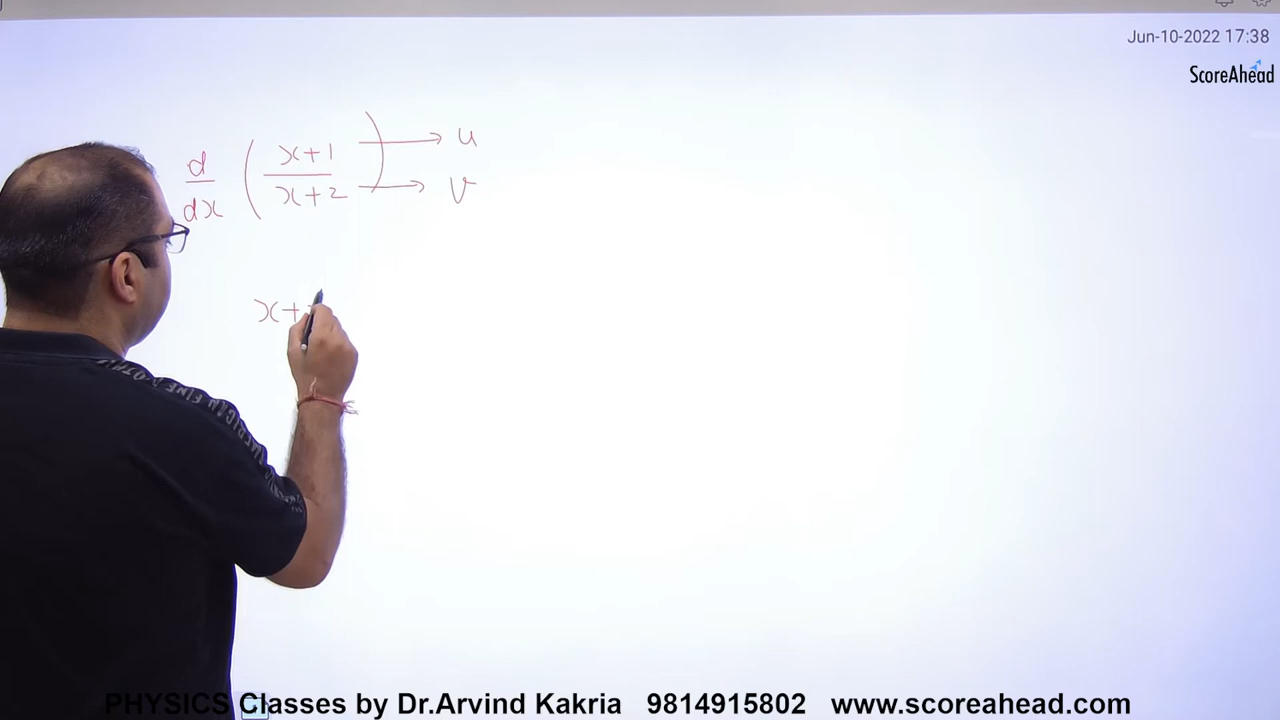 Jun-10-2022 17:38
ScoreAhead
d/dx (x+1/x+2) → u
→ v
x+
PHYSICS Classes by Dr.Arvind Kakria 9814915802 www.scoreahead.com